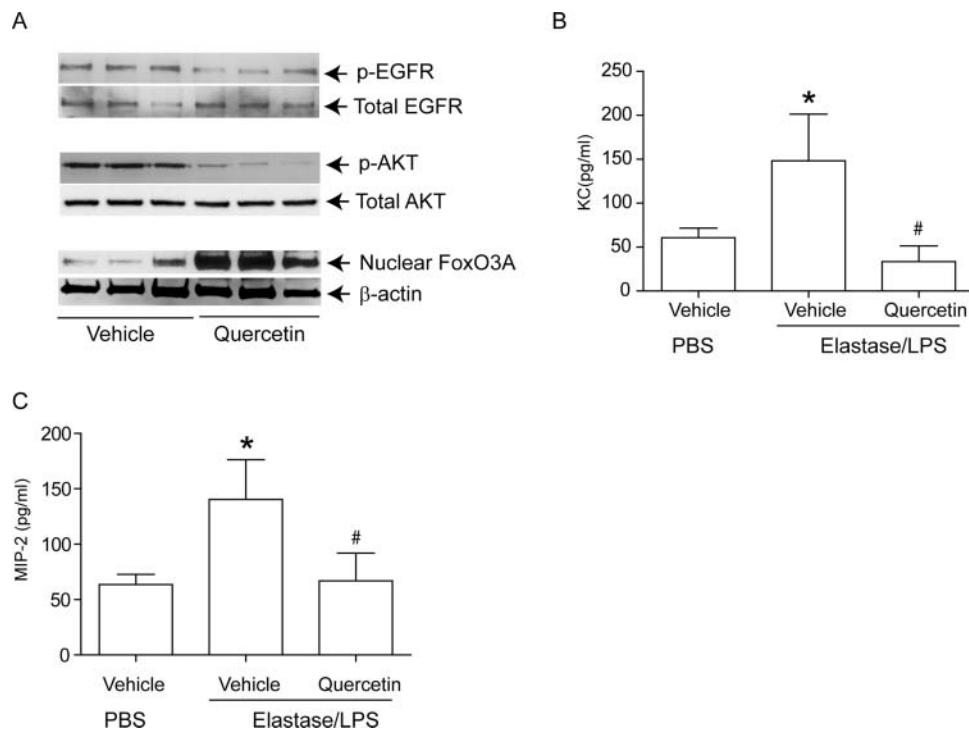 A
p-EGFR
Total EGFR
p-AKT
Total AKT
Nuclear FoxO3A
β-actin
Vehicle Quercetin
B
KC(pg/ml)
250
200
150
100
50
0
*
#
Vehicle Vehicle Quercetin
PBS Elastase/LPS
C
MIP-2 (pg/ml)
200
150
100
50
0
*
#
Vehicle Vehicle Quercetin
PBS Elastase/LPS